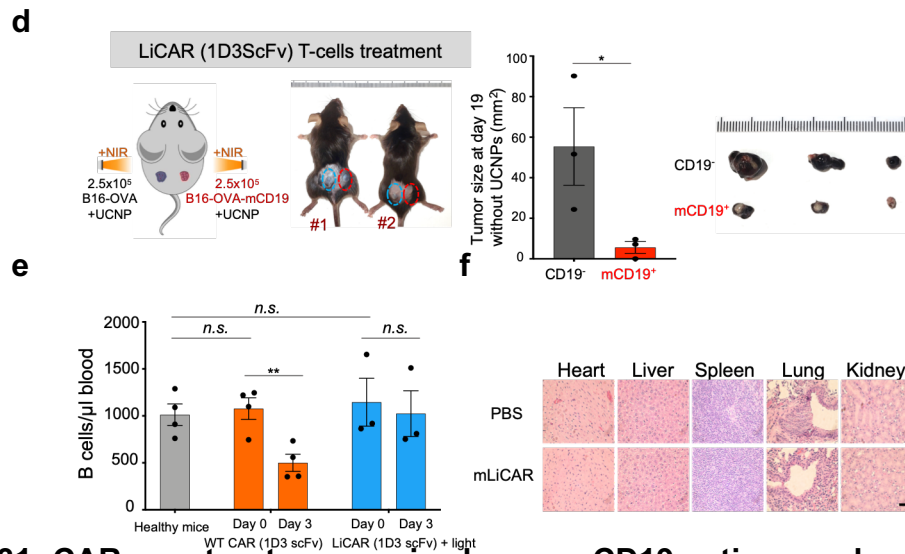 d
LiCAR (1D3ScFv) T-cells treatment
+NIR
2.5x10⁵
B16-OVA
+UCNP
+NIR
2.5x10⁵
B16-OVA-mCD19
+UCNP
#1
#2
Tumor size at day 19
without UCNPs (mm²)
100
80
60
40
20
0
*
CD19⁻
mCD19⁺
CD19⁻
mCD19⁺
e
B cells/µl blood
2000
1500
1000
500
0
n.s.
n.s.
**
n.s.
Healthy mice
Day 0
Day 3
WT CAR (1D3 scFv)
Day 0
Day 3
LiCAR (1D3 scFv) + light
f
Heart Liver Spleen Lung Kidney
PBS
mLiCAR